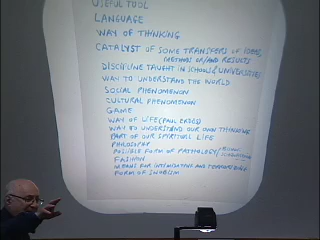 USEFUL TOOL
LANGUAGE
WAY OF THINKING
CATALYST OF SOME TRANSFERS OF IDEAS,
METHODS OR/AND RESULTS
DISCIPLINE TAUGHT IN SCHOOLS & UNIVERSITIES
WAY TO UNDERSTAND THE WORLD
SOCIAL PHENOMENON
CULTURAL PHENOMENON
GAME
WAY OF LIFE (PAUL ERDOS)
WAY TO UNDERSTAND OUR OWN THINKING
PART OF OUR SPIRITUAL LIFE
PHILOSOPHY
POSSIBLE FORM OF PATHOLOGY/
FASHION
MEANS FOR INTIMIDATION AND TERRORISM
FORM OF SNOBISM